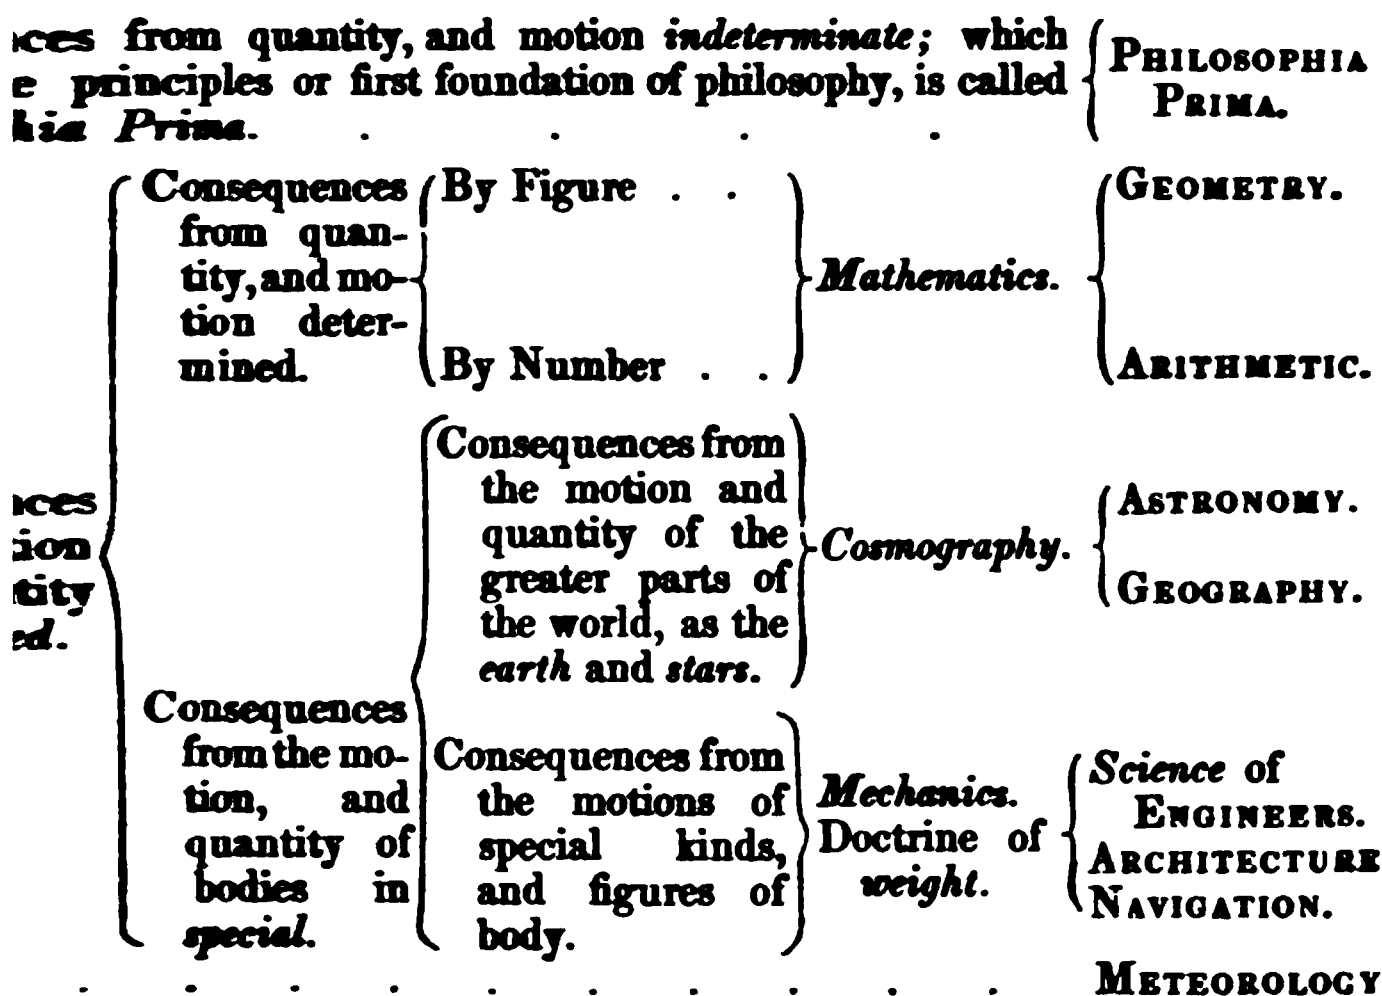 from quantity, and motion indeterminate; which
principles or first foundation of philosophy, is called
Prima. . . . .
PHILOSOPHIA
PRIMA.
Consequences
from quan-
tity, and mo-
tion deter-
mined.
By Figure . .
By Number . .
Mathematics.
GEOMETRY.
ARITHMETIC.
Consequences
from the mo-
tion, and
quantity of
bodies in
special.
Consequences from
the motion and
quantity of the
greater parts of
the world, as the
earth and stars.
Cosmography.
ASTRONOMY.
GEOGRAPHY.
Consequences from
the motions of
special kinds,
and figures of
body.
Mechanics.
Doctrine of
weight.
Science of
ENGINEERS.
ARCHITECTURE
NAVIGATION.
. . . . . . . . . . METEOROLOGY